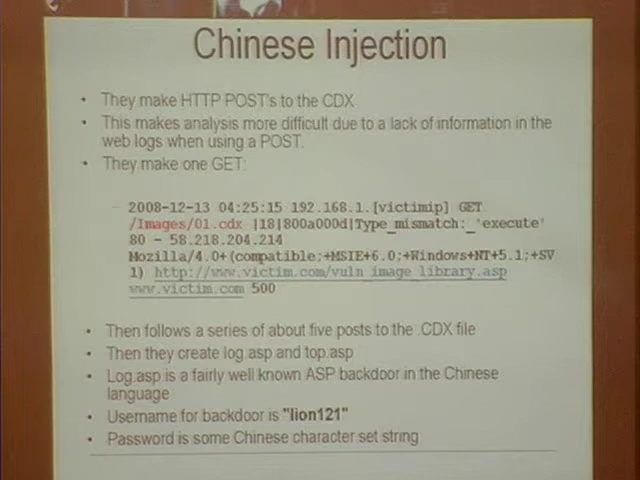 Chinese Injection
• They make HTTP POST's to the CDX
• This makes analysis more difficult due to a lack of information in the
web logs when using a POST.
• They make one GET:
– 2008-12-13 04:25:15 192.168.1.[victimip] GET
/Images/01.cdx |18|800a000d|Type_mismatch:_'execute'
80 – 58.218.204.214
Mozilla/4.0+(compatible;+MSIE+6.0;+Windows+NT+5.1;+SV
1) http://www.victim.com/vuln_image_library.asp
www.victim.com 500
• Then follows a series of about five posts to the .CDX file
• Then they create log.asp and top.asp
• Log.asp is a fairly well known ASP backdoor in the Chinese
language
• Username for backdoor is "lion121"
• Password is some Chinese character set string